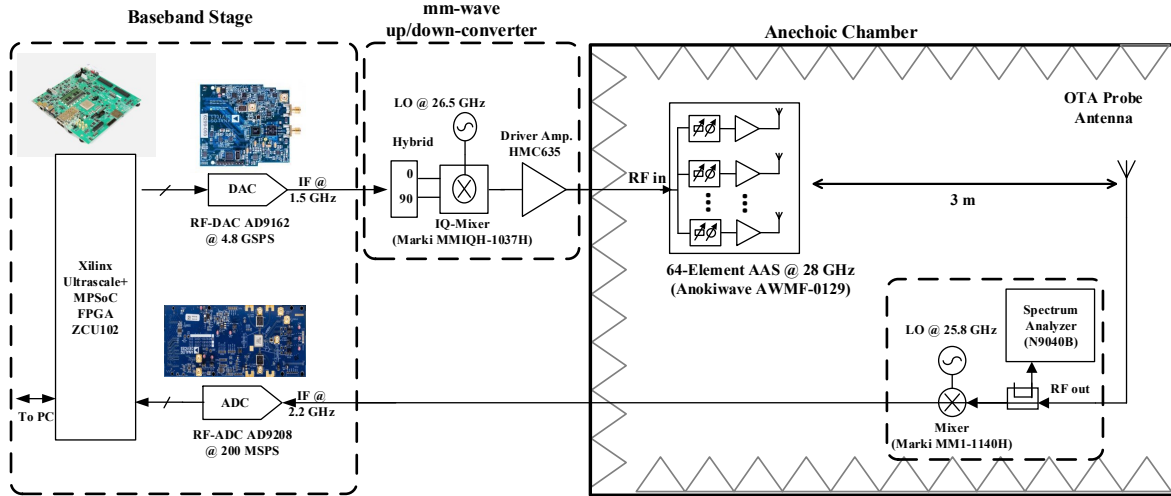 Baseband Stage
mm-wave
up/down-converter
Anechoic Chamber
LO @ 26.5 GHz
Hybrid
0
90
Driver Amp.
HMC635
IQ-Mixer
(Marki MMIQH-1037H)
DAC
IF @
1.5 GHz
RF-DAC AD9162
@ 4.8 GSPS
Xilinx
Ultrascale+
MPSoC
FPGA
ZCU102
ADC
IF @
2.2 GHz
RF-ADC AD9208
@ 200 MSPS
To PC
RF in
64-Element AAS @ 28 GHz
(Anokiwave AWMF-0129)
3 m
OTA Probe
Antenna
LO @ 25.8 GHz
Spectrum
Analyzer
(N9040B)
RF out
Mixer
(Marki MM1-1140H)